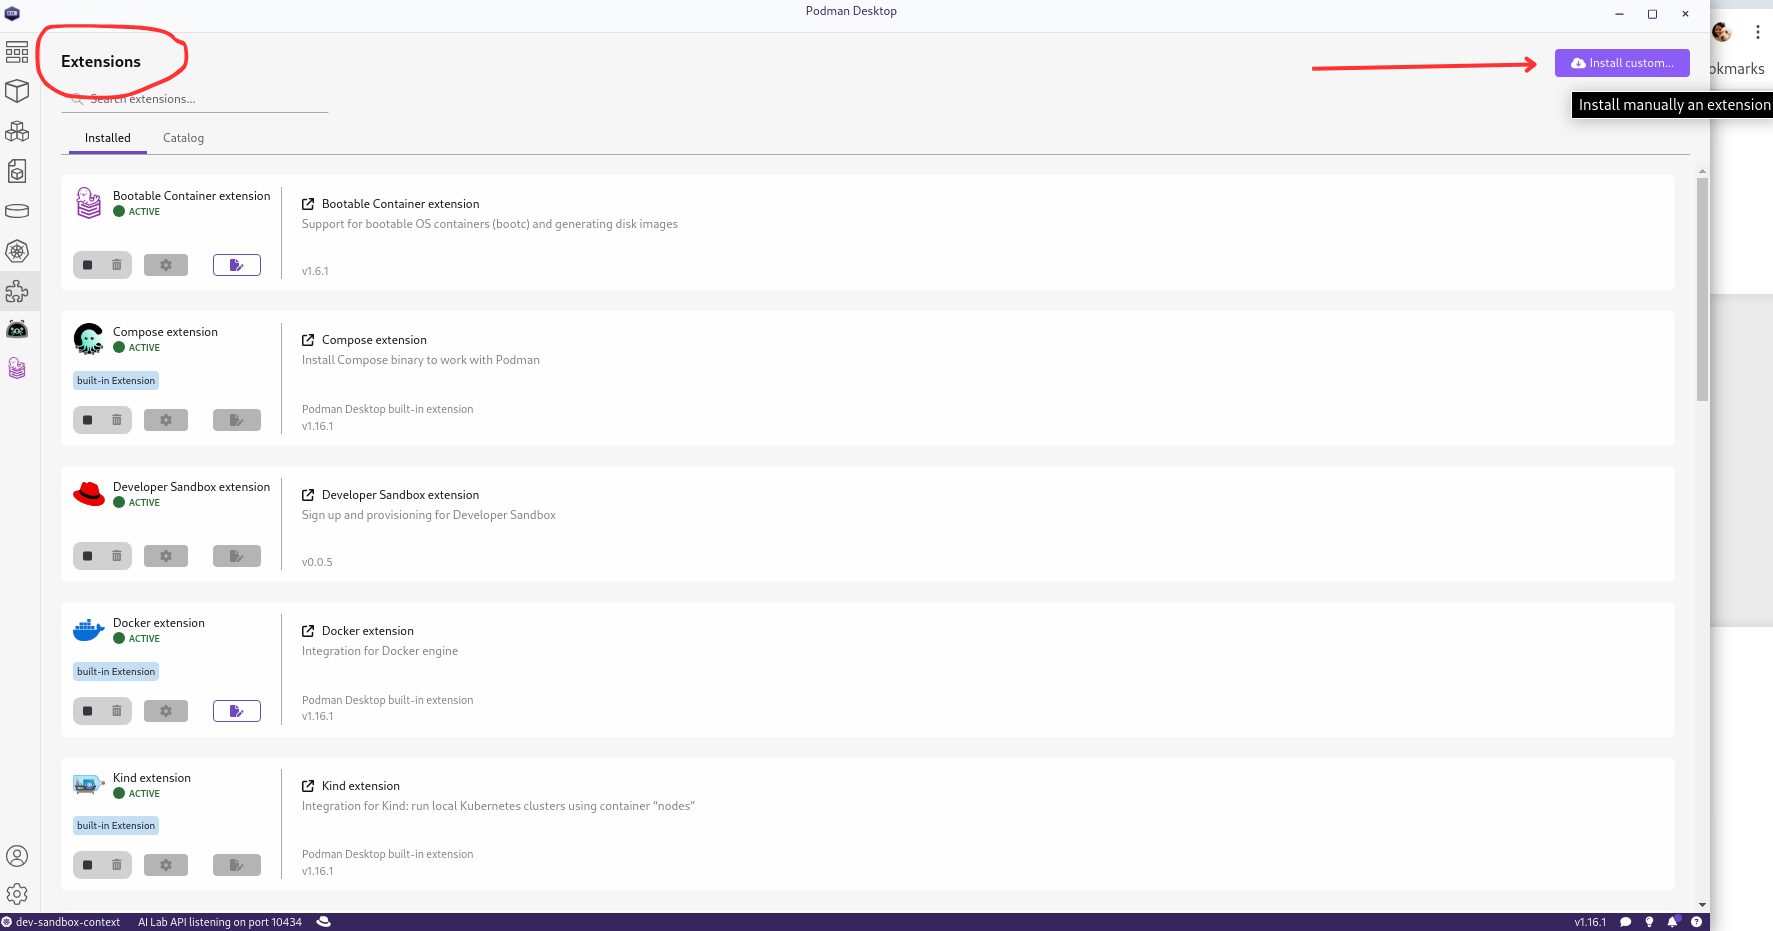 Podman Desktop
Extensions
Install custom...
okmarks
Search extensions...
Install manually an extension
Installed
Catalog
Bootable Container extension
ACTIVE
Bootable Container extension
Support for bootable OS containers (bootc) and generating disk images
v1.6.1
Compose extension
ACTIVE
built-in Extension
Compose extension
Install Compose binary to work with Podman
Podman Desktop built-in extension
v1.16.1
Developer Sandbox extension
ACTIVE
Developer Sandbox extension
Sign up and provisioning for Developer Sandbox
v0.0.5
Docker extension
ACTIVE
built-in Extension
Docker extension
Integration for Docker engine
Podman Desktop built-in extension
v1.16.1
Kind extension
ACTIVE
built-in Extension
Kind extension
Integration for Kind: run local Kubernetes clusters using container “nodes”
Podman Desktop built-in extension
v1.16.1
dev-sandbox-context
AI Lab API listening on port 10434
v1.16.1